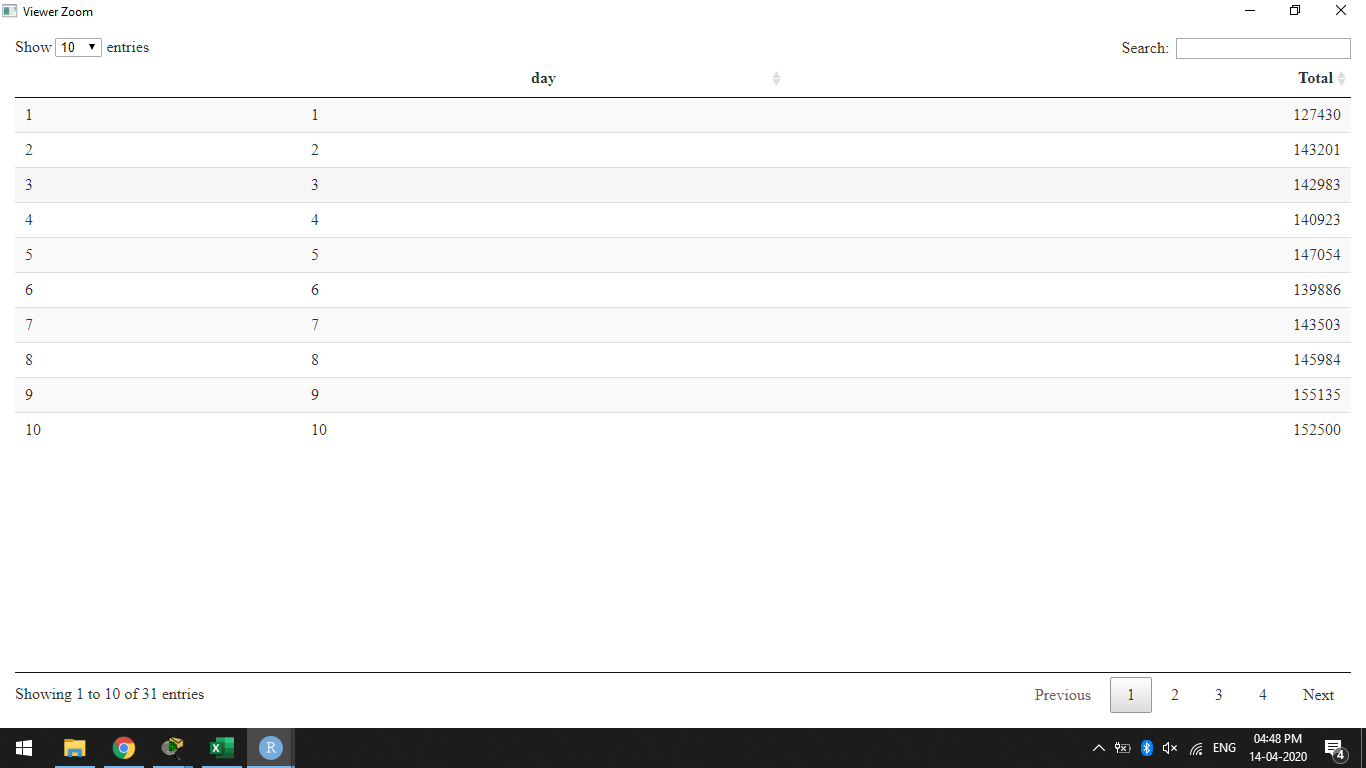 Viewer Zoom
Show 10 entries
Search:
day Total
1 1 127430
2 2 143201
3 3 142983
4 4 140923
5 5 147054
6 6 139886
7 7 143503
8 8 145984
9 9 155135
10 10 152500
Showing 1 to 10 of 31 entries
Previous 1 2 3 4 Next
X R ENG 04:48 PM
14-04-2020
4